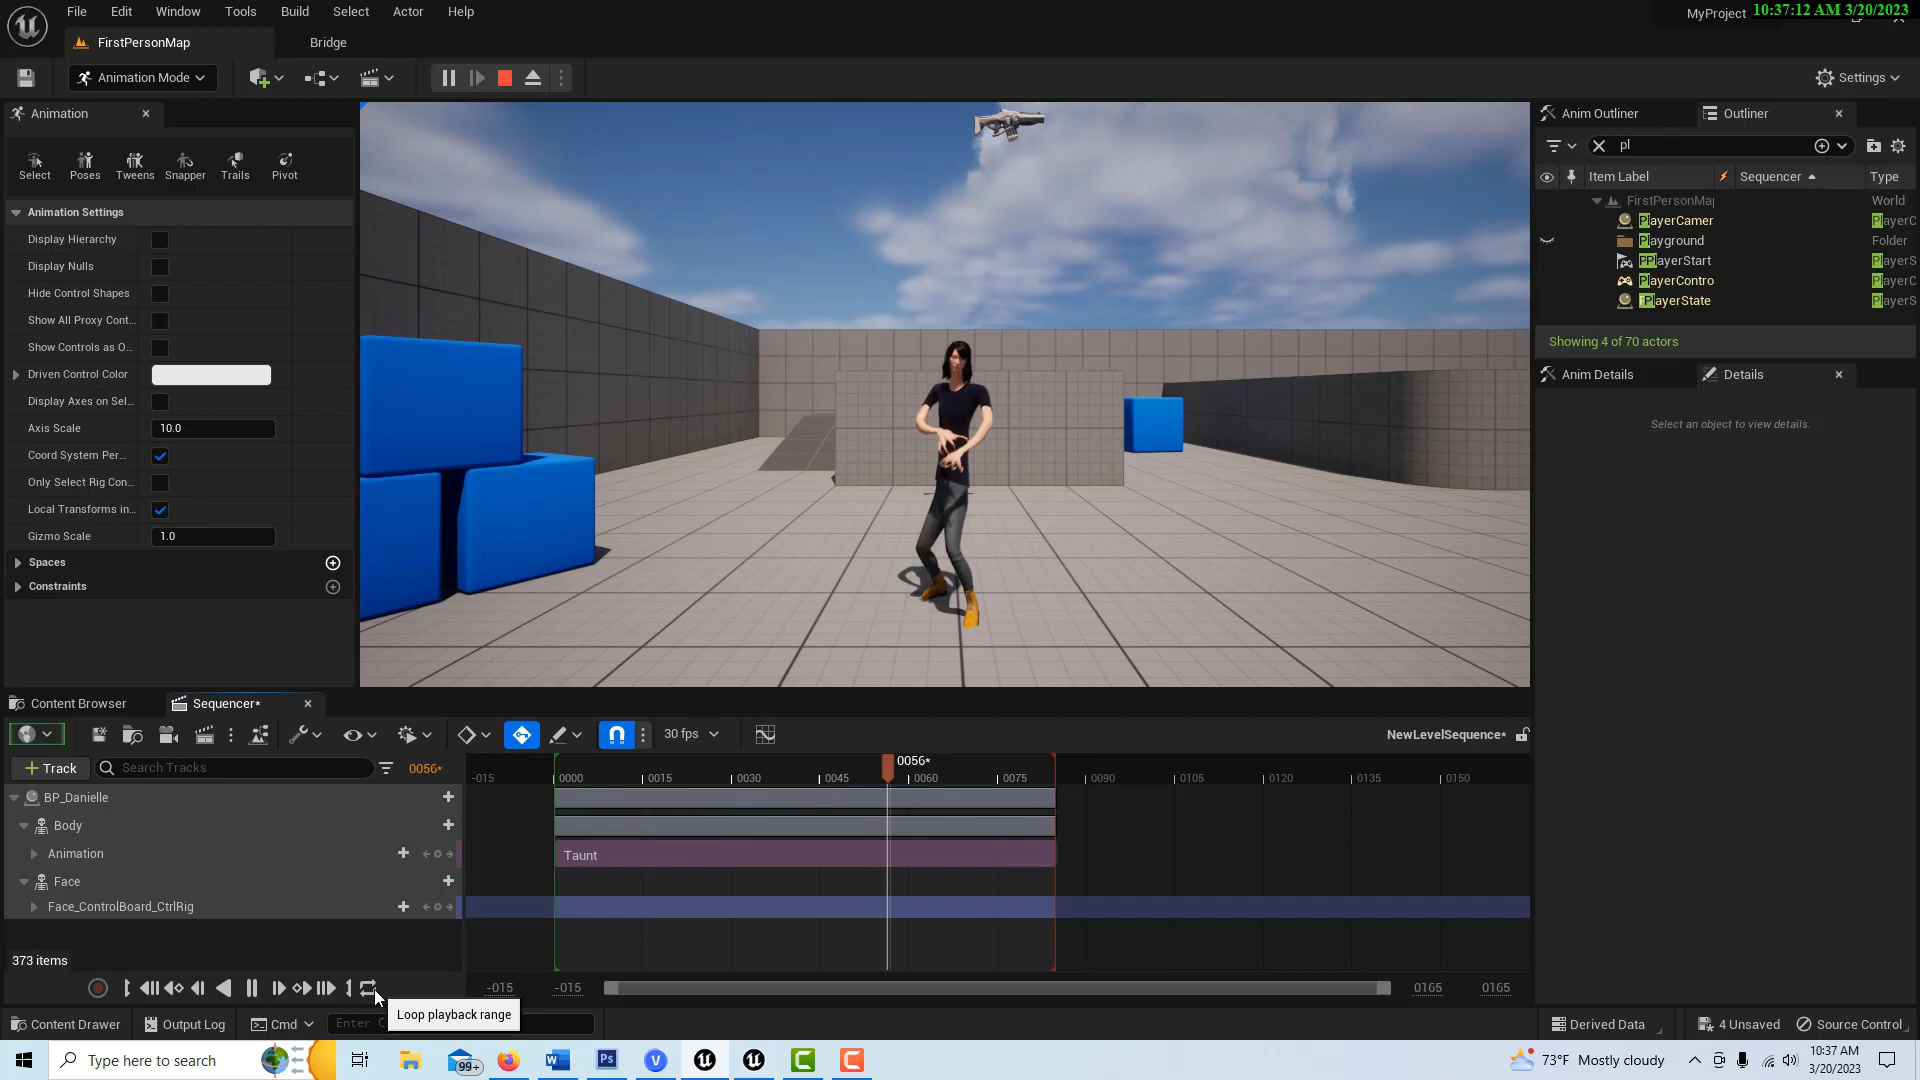 File Edit Window Tools Build Select Actor Help
MyProject 10:37:12 AM 3/20/2023
FirstPersonMap Bridge
Animation Mode
Settings
Animation
Anim Outliner Outliner
Select Poses Tweens Snapper Trails Pivot
pl
Item Label Sequencer Type
Animation Settings
Display Hierarchy
Display Nulls
Hide Control Shapes
Show All Proxy Cont...
Show Controls as O...
Driven Control Color
Display Axes on Sel...
Axis Scale 10.0
Coord System Per...
Only Select Rig Con...
Local Transforms in...
Gizmo Scale 1.0
Spaces
Constraints
FirstPersonMap World
PlayerCamer PlayerC
Playground Folder
PlayerStart PlayerS
PlayerContro PlayerC
PlayerState PlayerS
Showing 4 of 70 actors
Anim Details Details
Select an object to view details.
Content Browser Sequencer*
30 fps
NewLevelSequence*
Track Search Tracks 0056*
-015 0000 0015 0030 0045 0056* 0060 0075 0090 0105 0120 0135 0150
BP_Danielle
Body
Animation Taunt
Face
Face_ControlBoard_CtrlRig
373 items
-015 -015 0165 0165
Loop playback range
Content Drawer Output Log Cmd Enter C
Derived Data 4 Unsaved Source Control
Type here to search
99+
73°F Mostly cloudy
10:37 AM
3/20/2023